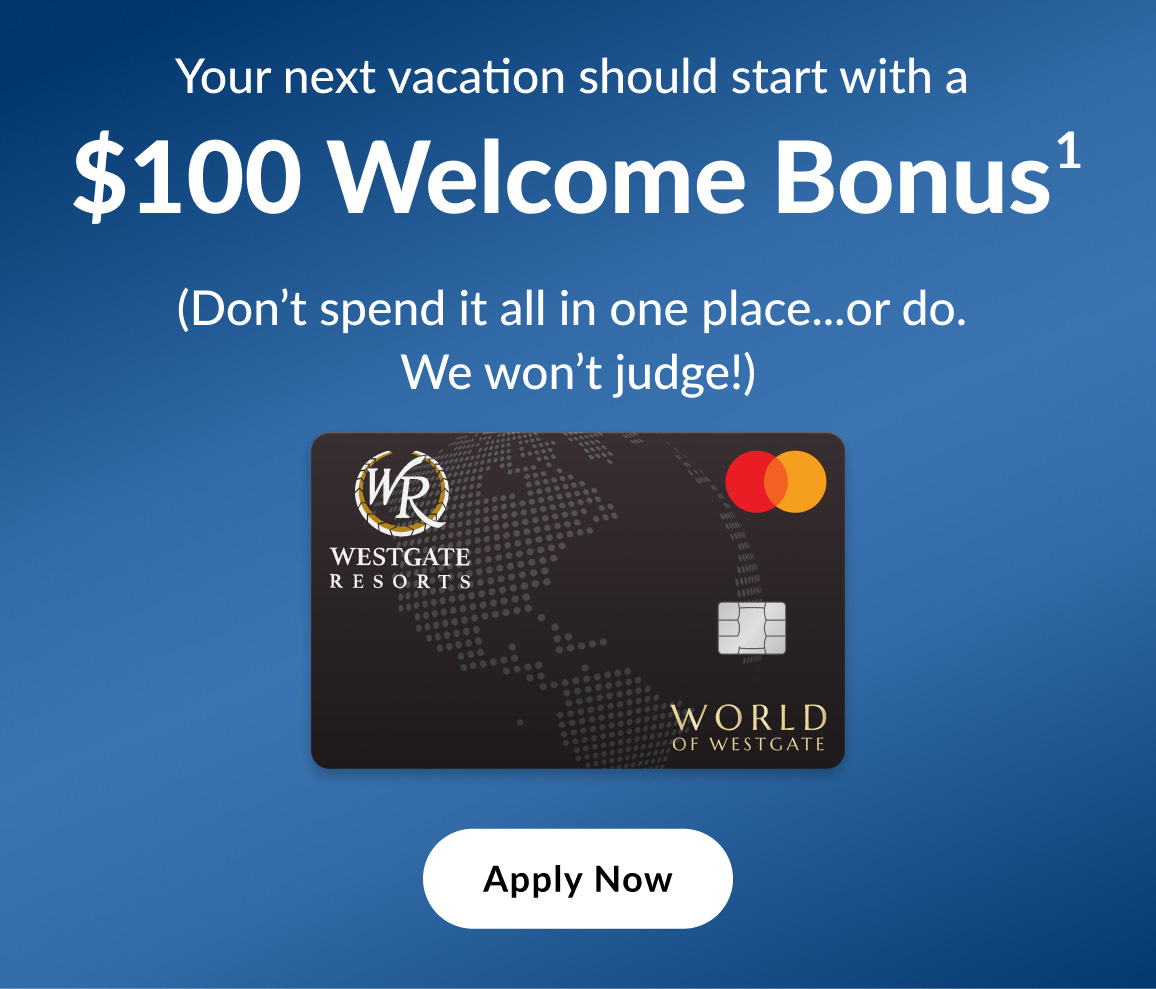 Your next vacation should start with a
$100 Welcome Bonus¹
(Don’t spend it all in one place...or do.
We won’t judge!)
WR
WESTGATE
RESORTS
WORLD
OF WESTGATE
Apply Now